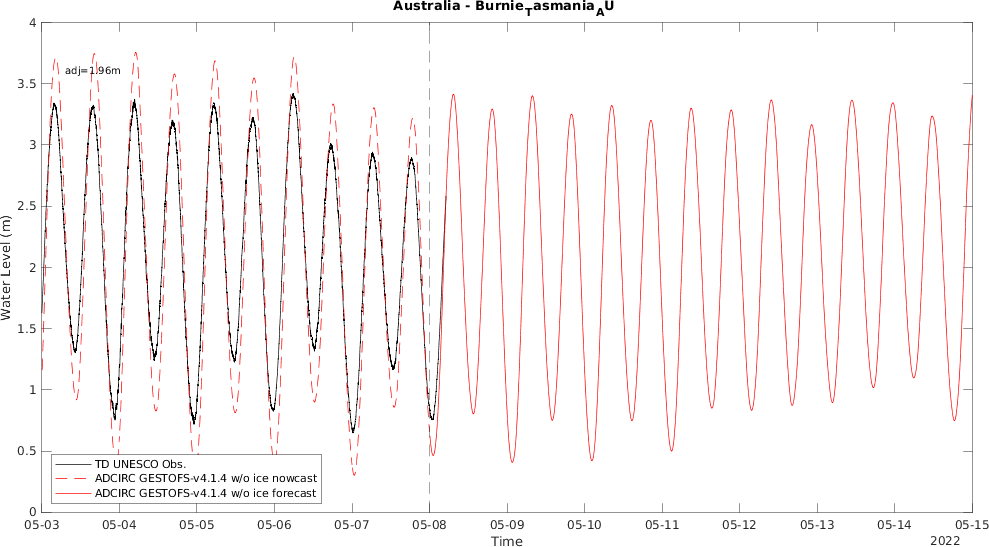 Australia - BurnieTasmaniaAU
4
3.5
3
2.5
2
1.5
1
0.5
0
Water Level (m)
adj=1.96m
TD UNESCO Obs.
ADCIRC GESTOFS-v4.1.4 w/o ice nowcast
ADCIRC GESTOFS-v4.1.4 w/o ice forecast
05-03 05-04 05-05 05-06 05-07 05-08 05-09 05-10 05-11 05-12 05-13 05-14 05-15
Time
2022